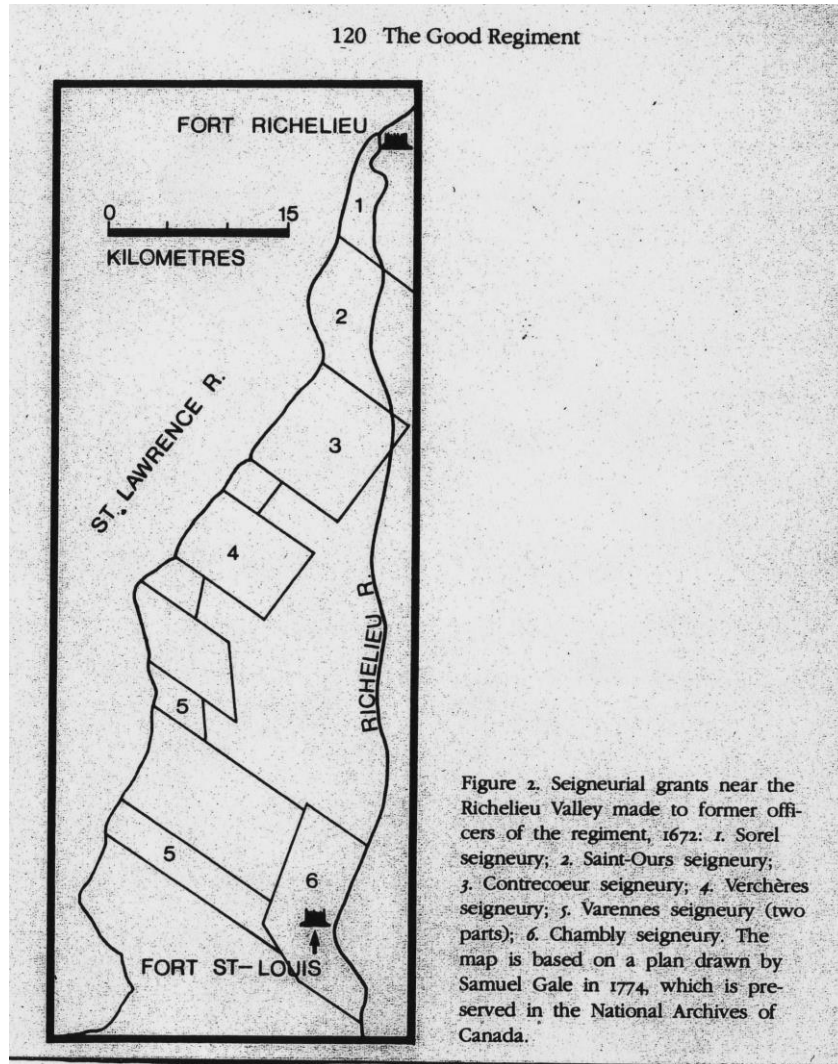 120 The Good Regiment
FORT RICHELIEU
0 15
KILOMETRES
1
2
ST. LAWRENCE R.
3
4
RICHELIEU R.
5
5
6
FORT ST-LOUIS
Figure 2. Seigneurial grants near the
Richelieu Valley made to former offi-
cers of the regiment, 1672: 1. Sorel
seigneury; 2. Saint-Ours seigneury;
3. Contrecoeur seigneury; 4. Verchères
seigneury; 5. Varennes seigneury (two
parts); 6. Chambly seigneury. The
map is based on a plan drawn by
Samuel Gale in 1774, which is pre-
served in the National Archives of
Canada.